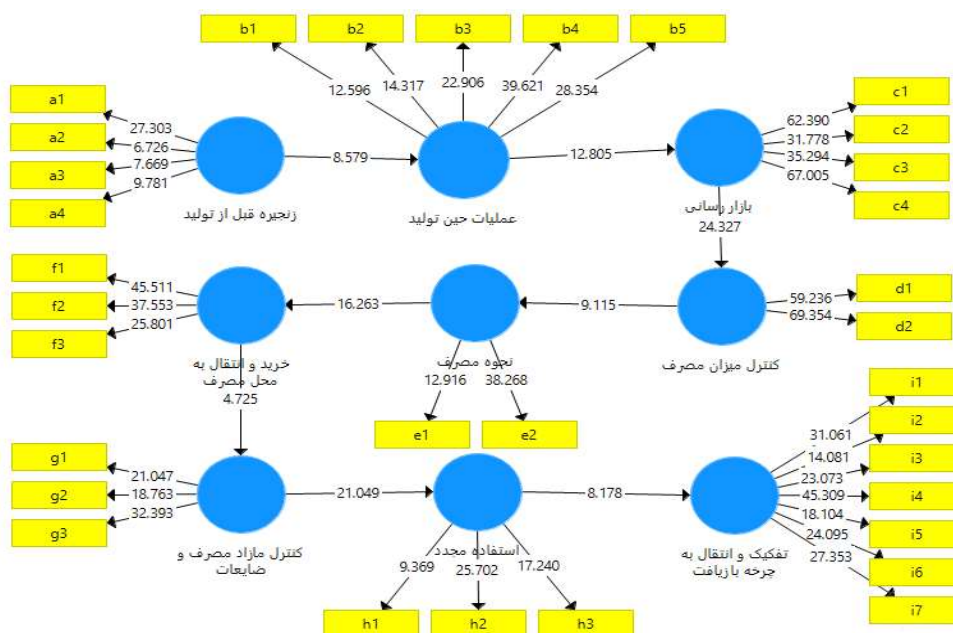 b1
b2
b3
b4
b5
12.596
14.317
22.906
39.621
28.354
a1
a2
a3
a4
27.303
6.726
7.669
9.781
8.579
12.805
c1
c2
c3
c4
62.390
31.778
35.294
67.005
زنجیره قبل از تولید
عملیات حین تولید
بازار رسانی
24.327
f1
f2
f3
45.511
37.553
25.801
16.263
9.115
59.236
69.354
d1
d2
خرید و انتقال به
محل مصرف
نحوه مصرف
کنترل میزان مصرف
4.725
12.916
38.268
e1
e2
g1
g2
g3
21.047
18.763
32.393
21.049
8.178
31.061
14.081
23.073
45.309
18.104
24.095
27.353
i1
i2
i3
i4
i5
i6
i7
کنترل مازاد مصرف و
ضایعات
استفاده مجدد
تفکیک و انتقال به
چرخه بازیافت
9.369
25.702
17.240
h1
h2
h3